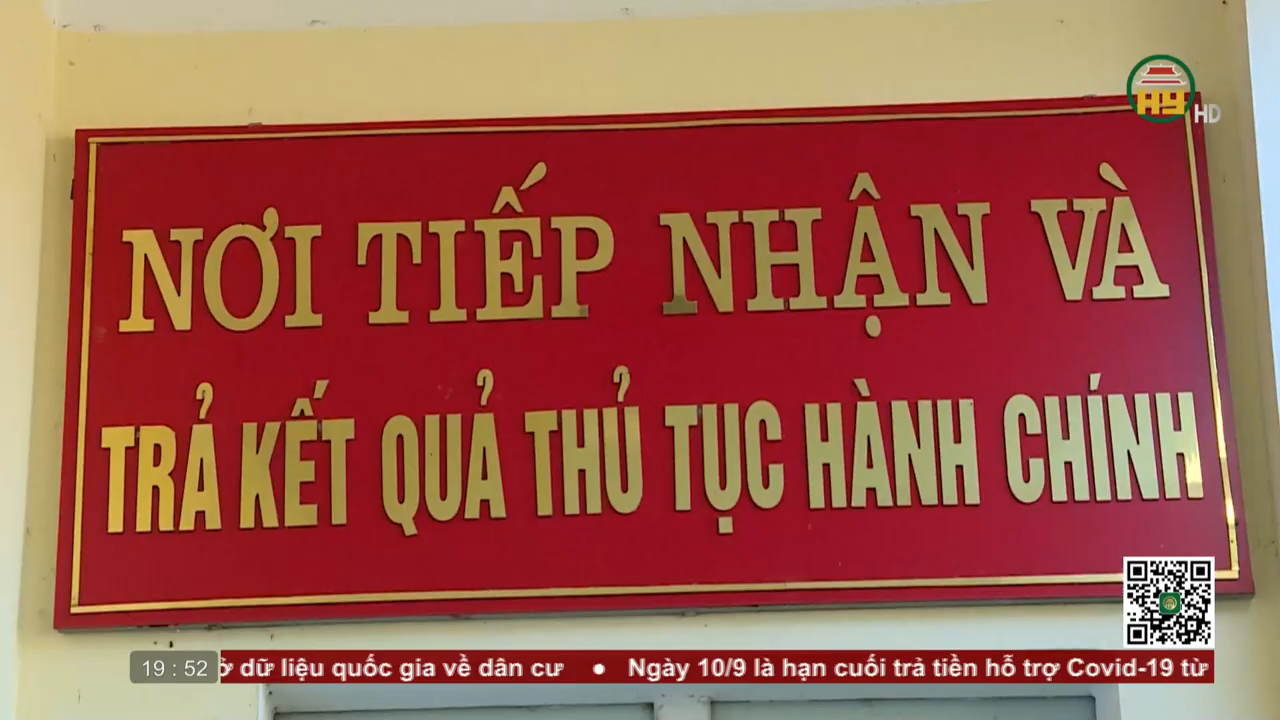 HY HD
NƠI TIẾP NHẬN VÀ
TRẢ KẾT QUẢ THỦ TỤC HÀNH CHÍNH
19 : 52
ở dữ liệu quốc gia về dân cư ● Ngày 10/9 là hạn cuối trả tiền hỗ trợ Covid-19 từ